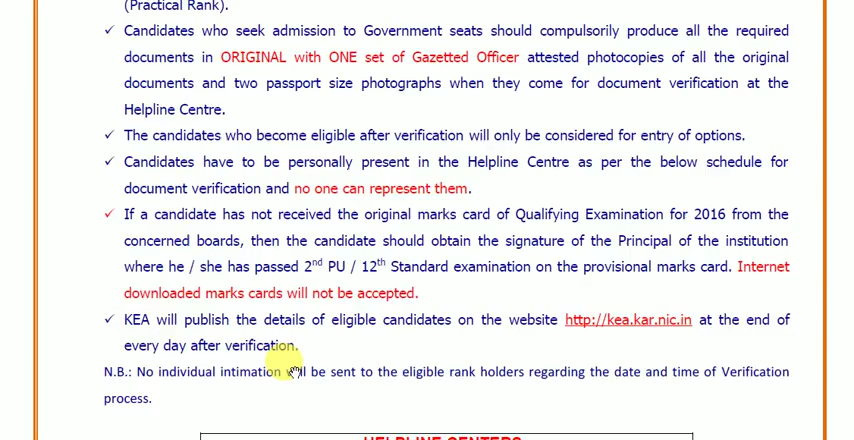 (Practical Rank).
✓ Candidates who seek admission to Government seats should compulsorily produce all the required
documents in ORIGINAL with ONE set of Gazetted Officer attested photocopies of all the original
documents and two passport size photographs when they come for document verification at the
Helpline Centre.
✓ The candidates who become eligible after verification will only be considered for entry of options.
✓ Candidates have to be personally present in the Helpline Centre as per the below schedule for
document verification and no one can represent them.
✓ If a candidate has not received the original marks card of Qualifying Examination for 2016 from the
concerned boards, then the candidate should obtain the signature of the Principal of the institution
where he / she has passed 2nd PU / 12th Standard examination on the provisional marks card. Internet
downloaded marks cards will not be accepted.
✓ KEA will publish the details of eligible candidates on the website http://kea.kar.nic.in at the end of
every day after verification.
N.B.: No individual intimation will be sent to the eligible rank holders regarding the date and time of Verification
process.
HELPLINE CENTERS